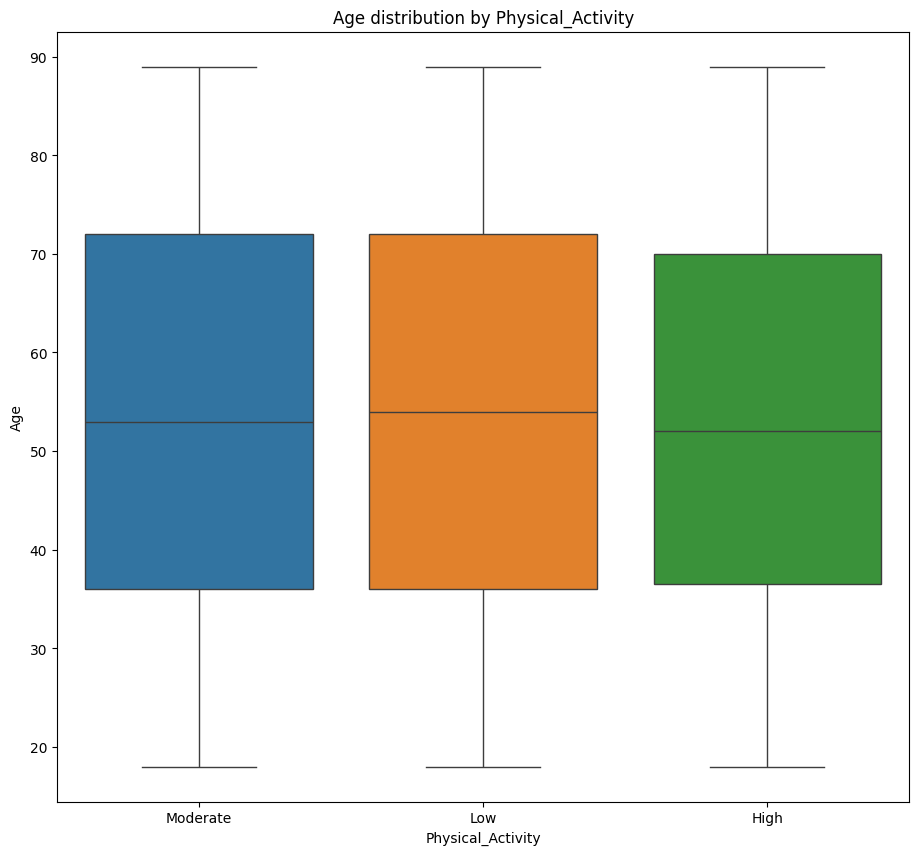 Age distribution by Physical_Activity
90
80
70
60
50
40
30
20
Age
Moderate
Low
High
Physical_Activity